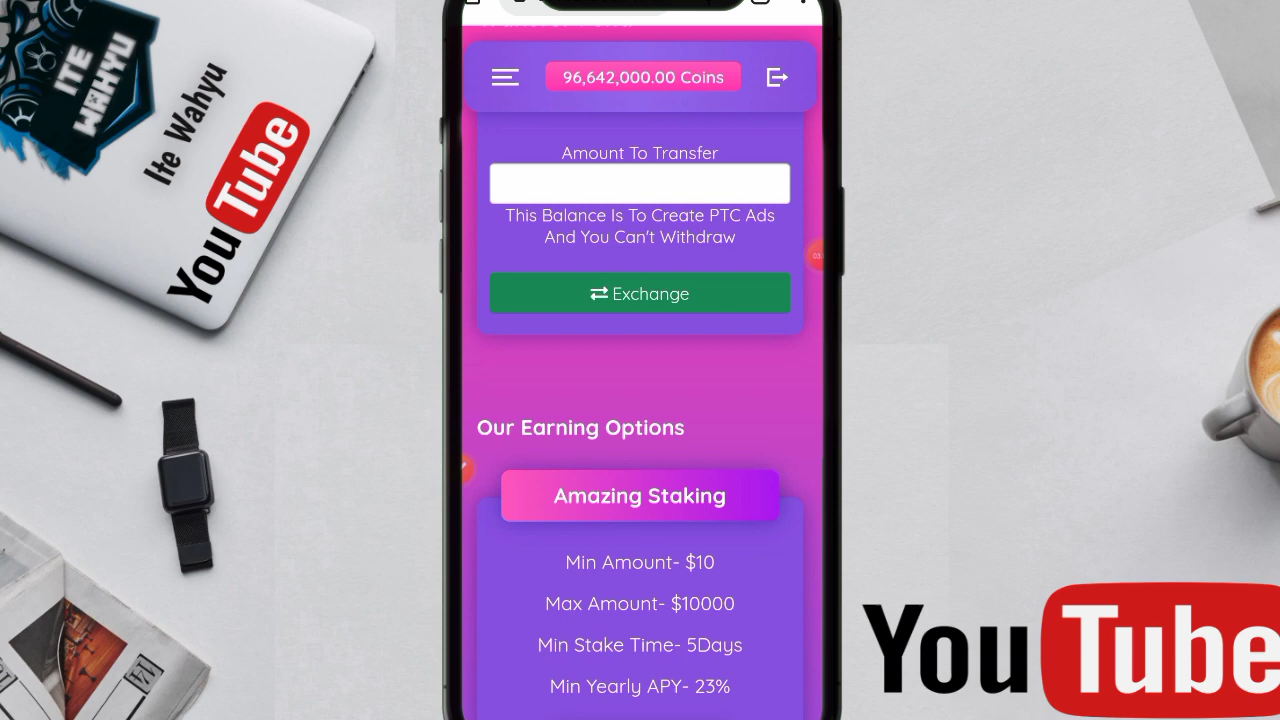 ITE
WAHYU
Ite Wahyu
YouTube
96,642,000.00 Coins
Amount To Transfer
This Balance Is To Create PTC Ads
And You Can't Withdraw
Exchange
Our Earning Options
Amazing Staking
Min Amount- $10
Max Amount- $10000
Min Stake Time- 5Days
Min Yearly APY- 23%
YouTube